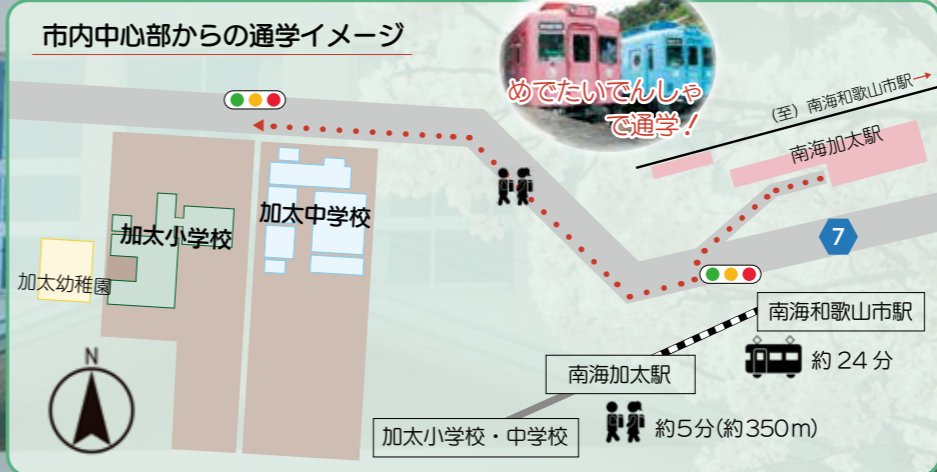 市内中心部からの通学イメージ
めでたいでんしゃ
で通学！
(至) 南海和歌山市駅→
南海加太駅
加太小学校
加太中学校
加太幼稚園
7
N
南海和歌山市駅
約 24 分
南海加太駅
約5分(約350m)
加太小学校・中学校